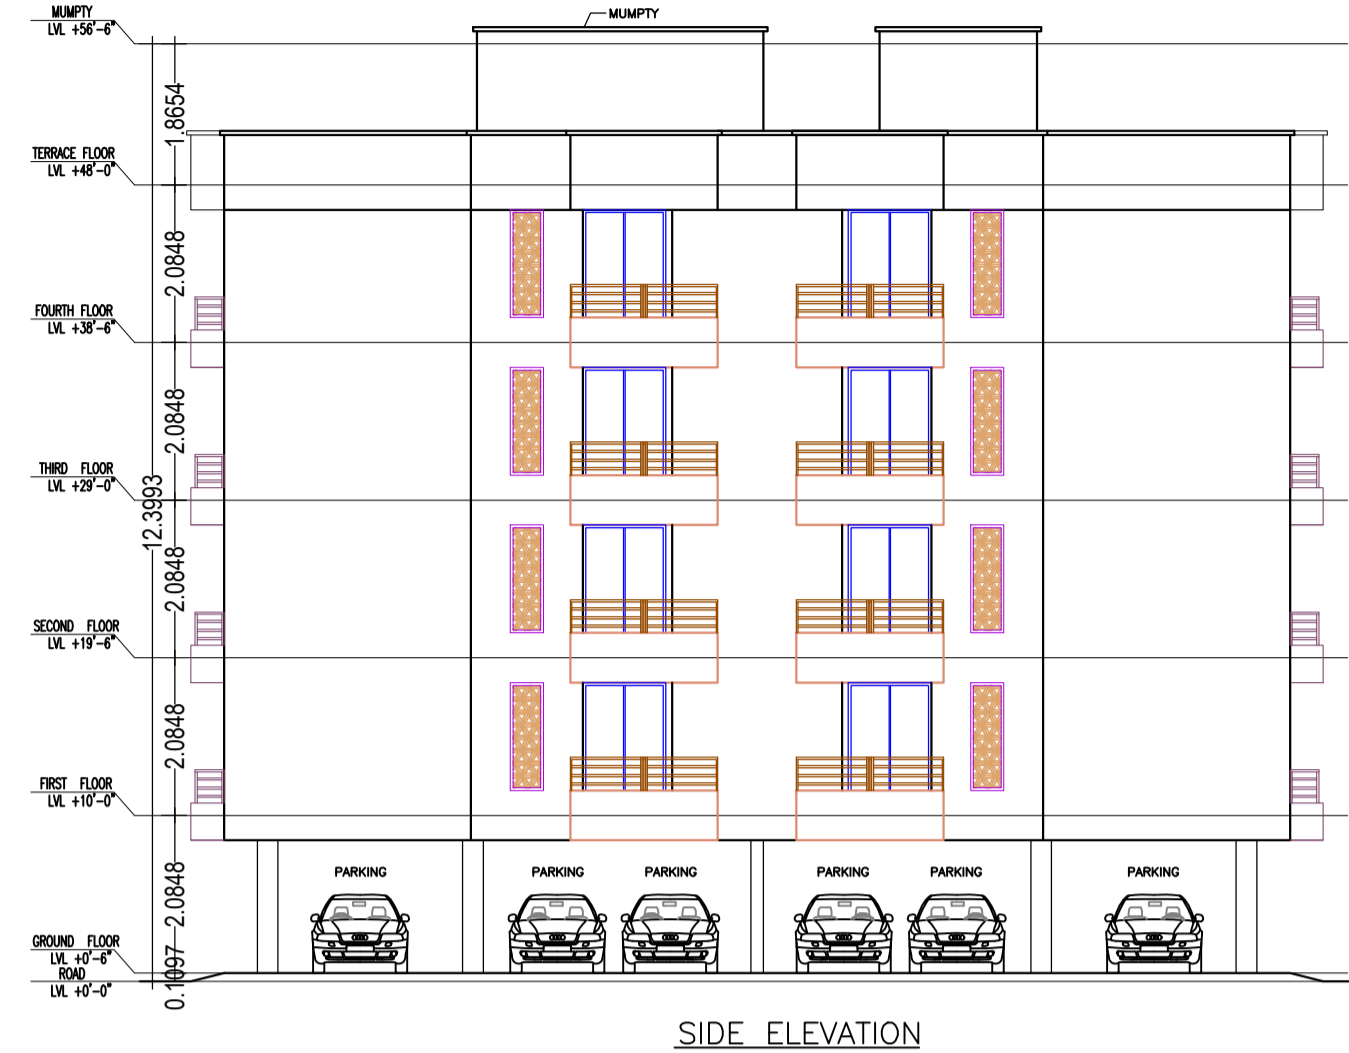 MUMPTY
LVL +56'-6"
MUMPTY
1.8654
TERRACE FLOOR
LVL +48'-0"
2.0848
FOURTH FLOOR
LVL +38'-6"
2.0848
THIRD FLOOR
LVL +29'-0"
12.3993
2.0848
SECOND FLOOR
LVL +19'-6"
2.0848
FIRST FLOOR
LVL +10'-0"
2.0848
PARKING
PARKING
PARKING
PARKING
PARKING
PARKING
GROUND FLOOR
LVL +0'-6"
ROAD
LVL +0'-0"
0.1097
SIDE ELEVATION